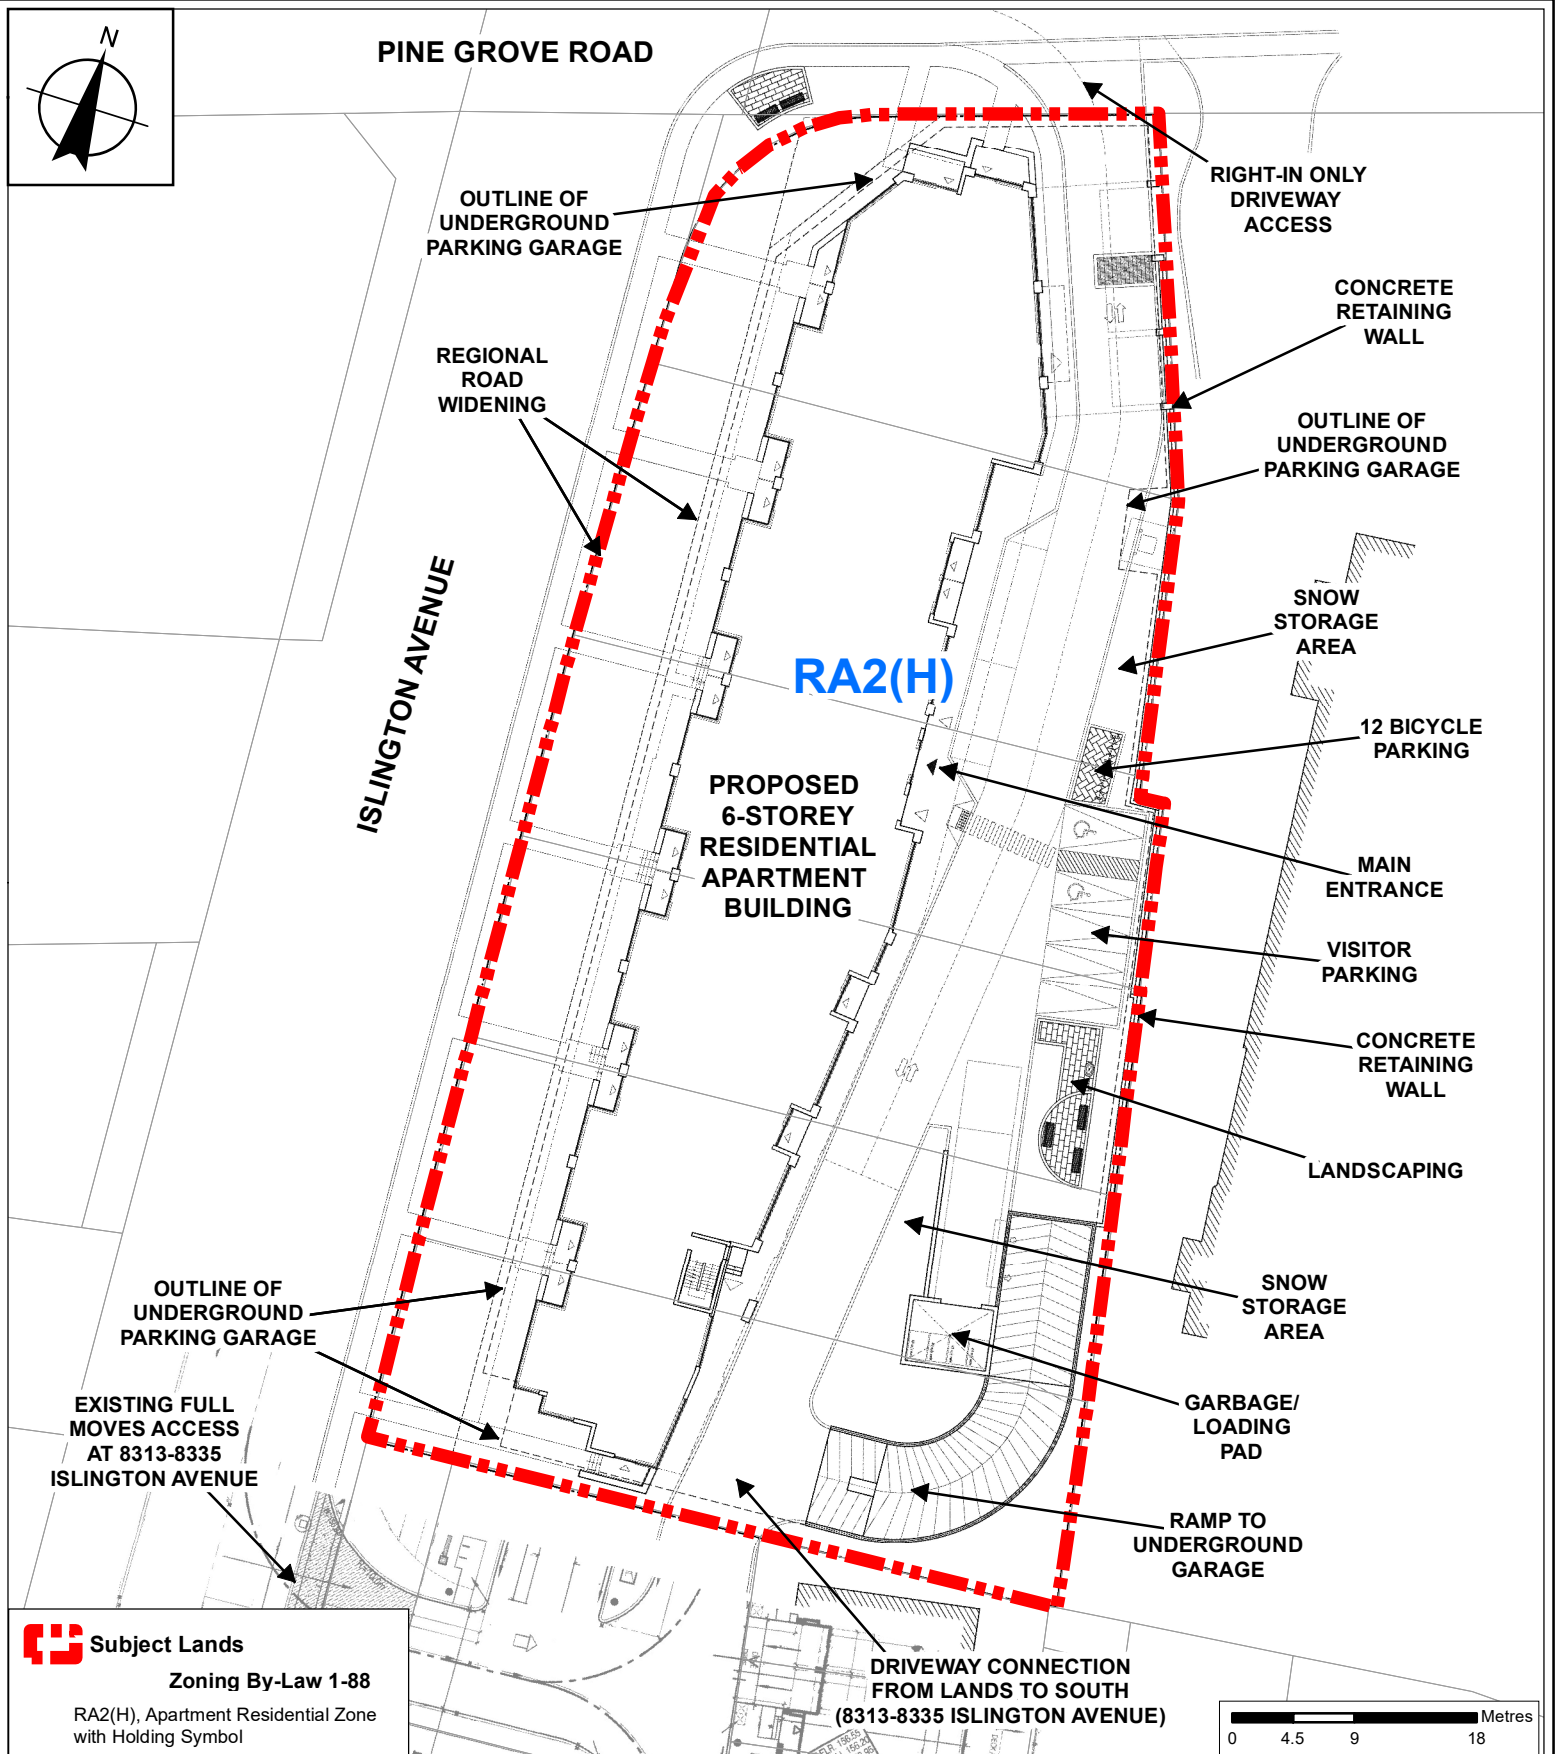 N
PINE GROVE ROAD
RIGHT-IN ONLY
DRIVEWAY
ACCESS
OUTLINE OF
UNDERGROUND
PARKING GARAGE
CONCRETE
RETAINING
WALL
REGIONAL
ROAD
WIDENING
OUTLINE OF
UNDERGROUND
PARKING GARAGE
ISLINGTON AVENUE
SNOW
STORAGE
AREA
RA2(H)
12 BICYCLE
PARKING
PROPOSED
6-STOREY
RESIDENTIAL
APARTMENT
BUILDING
MAIN
ENTRANCE
VISITOR
PARKING
CONCRETE
RETAINING
WALL
LANDSCAPING
OUTLINE OF
UNDERGROUND
PARKING GARAGE
SNOW
STORAGE
AREA
EXISTING FULL
MOVES ACCESS
AT 8313-8335
ISLINGTON AVENUE
GARBAGE/
LOADING
PAD
RAMP TO
UNDERGROUND
GARAGE
DRIVEWAY CONNECTION
FROM LANDS TO SOUTH
(8313-8335 ISLINGTON AVENUE)
Subject Lands
Zoning By-Law 1-88
RA2(H), Apartment Residential Zone
with Holding Symbol
Metres
0 4.5 9 18